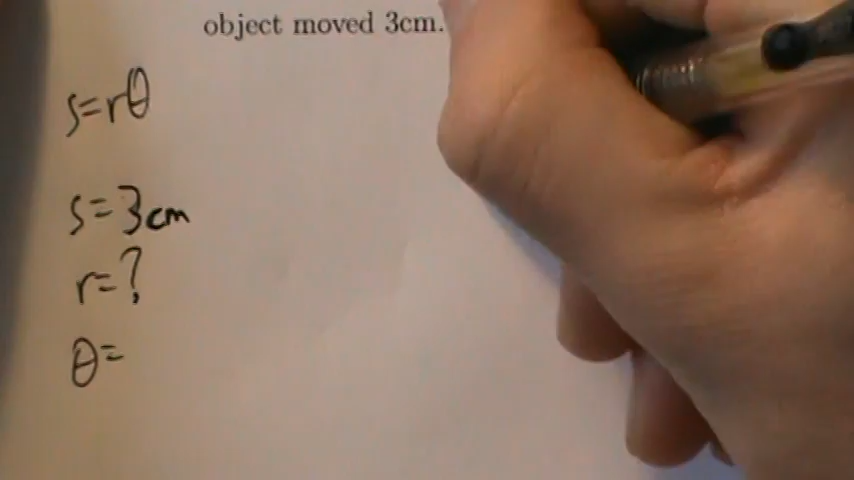 object moved 3cm.
s=rθ
s=3cm
r=?
θ=